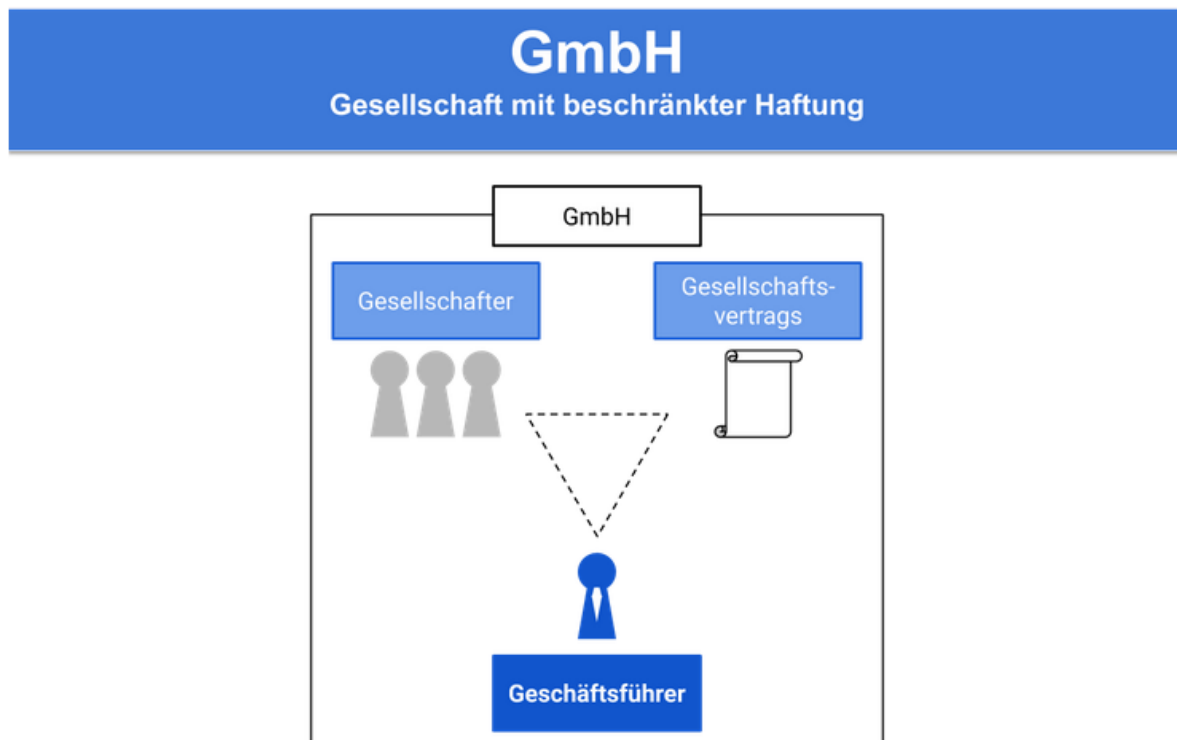 GmbH
Gesellschaft mit beschränkter Haftung
GmbH
Gesellschafter
Gesellschafts-
vertrags
Geschäftsführer